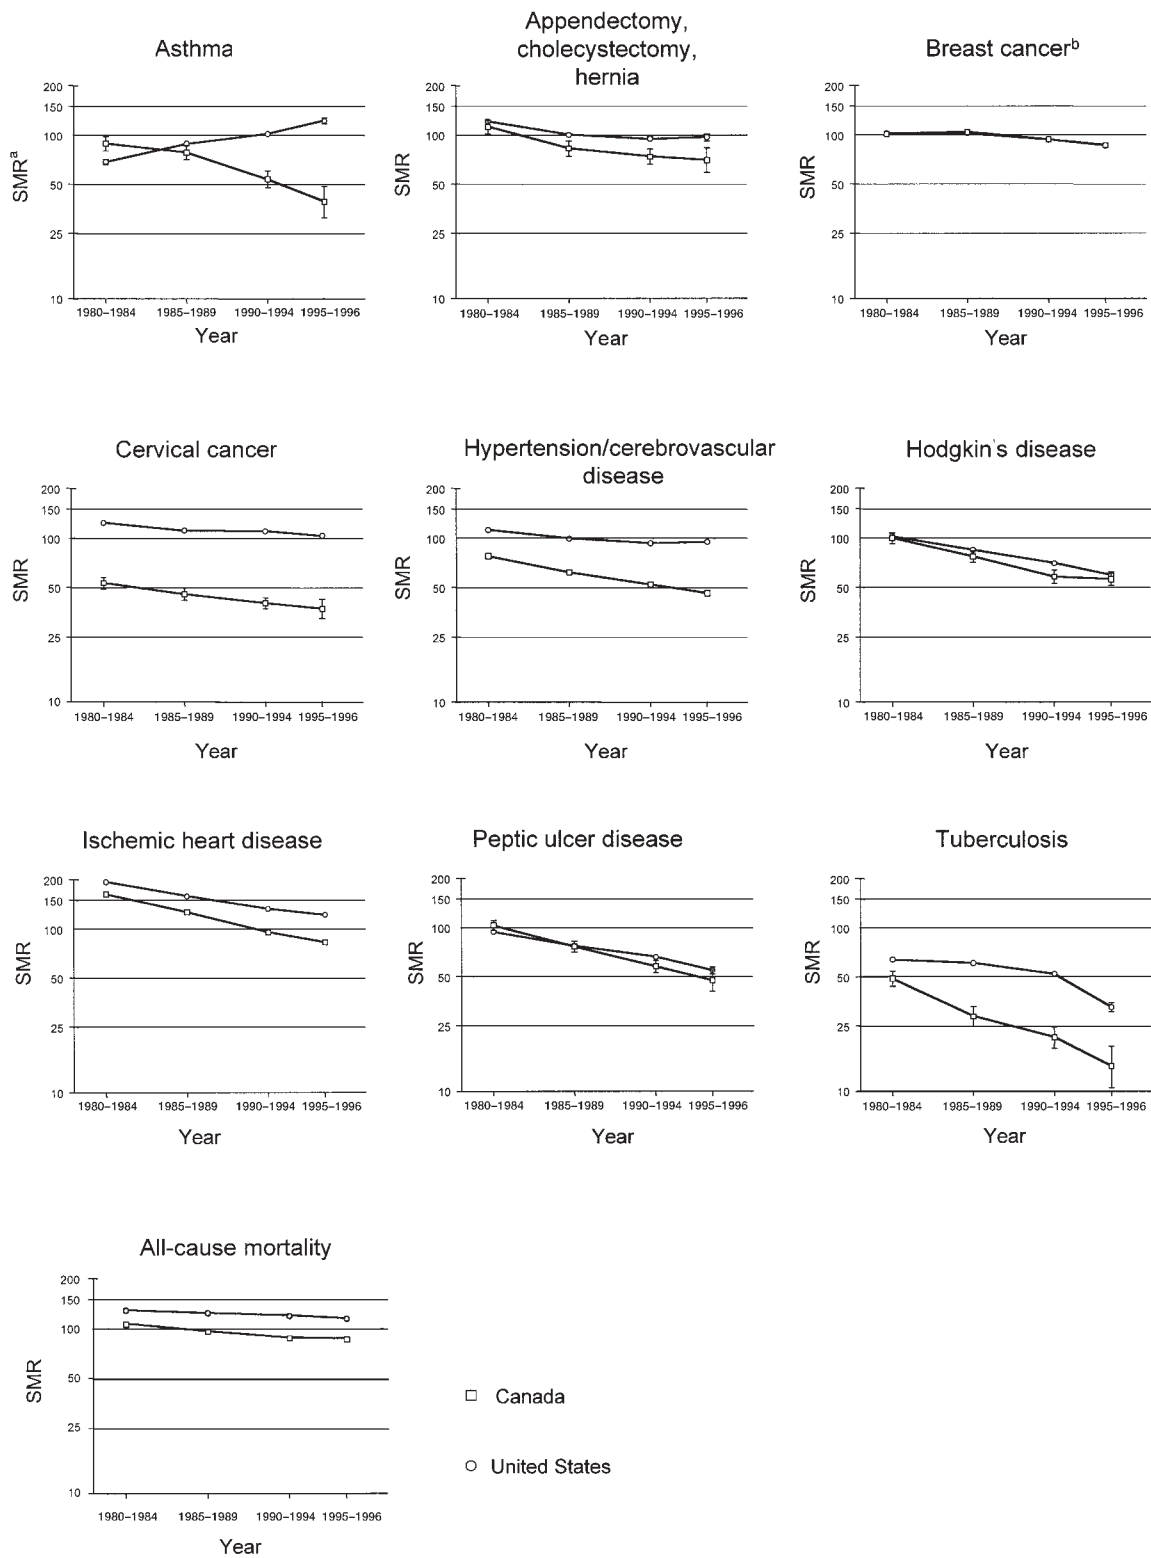 Asthma
SMRa
200
150
100
50
25
10
1980–1984 1985–1989 1990–1994 1995–1996
Year
Appendectomy,
cholecystectomy,
hernia
SMR
200
150
100
50
25
10
1980–1984 1985–1989 1990–1994 1995–1996
Year
Breast cancerb
SMR
200
150
100
50
25
10
1980–1984 1985–1989 1990–1994 1995–1996
Year
Cervical cancer
SMR
200
150
100
50
25
10
1980–1984 1985–1989 1990–1994 1995–1996
Year
Hypertension/cerebrovascular
disease
SMR
200
150
100
50
25
10
1980–1984 1985–1989 1990–1994 1995–1996
Year
Hodgkin's disease
SMR
200
150
100
50
25
10
1980–1984 1985–1989 1990–1994 1995–1996
Year
Ischemic heart disease
SMR
200
150
100
50
25
10
1980–1984 1985–1989 1990–1994 1995–1996
Year
Peptic ulcer disease
SMR
200
150
100
50
25
10
1980–1984 1985–1989 1990–1994 1995–1996
Year
Tuberculosis
SMR
200
150
100
50
25
10
1980–1984 1985–1989 1990–1994 1995–1996
Year
All-cause mortality
SMR
200
150
100
50
25
10
1980–1984 1985–1989 1990–1994 1995–1996
Year
Canada
United States